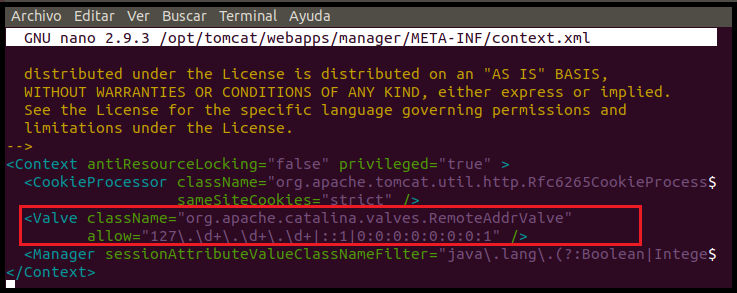 Archivo Editar Ver Buscar Terminal Ayuda
GNU nano 2.9.3 /opt/tomcat/webapps/manager/META-INF/context.xml
distributed under the License is distributed on an "AS IS" BASIS,
WITHOUT WARRANTIES OR CONDITIONS OF ANY KIND, either express or implied.
See the License for the specific language governing permissions and
limitations under the License.
-->
<Context antiResourceLocking="false" privileged="true" >
<CookieProcessor className="org.apache.tomcat.util.http.Rfc6265CookieProcess$
sameSiteCookies="strict" />
<Valve className="org.apache.catalina.valves.RemoteAddrValve"
allow="127\.\d+\.\d+\.\d+|::1|0:0:0:0:0:0:0:1" />
<Manager sessionAttributeValueClassNameFilter="java\.lang\.(?:Boolean|Intege$
</Context>